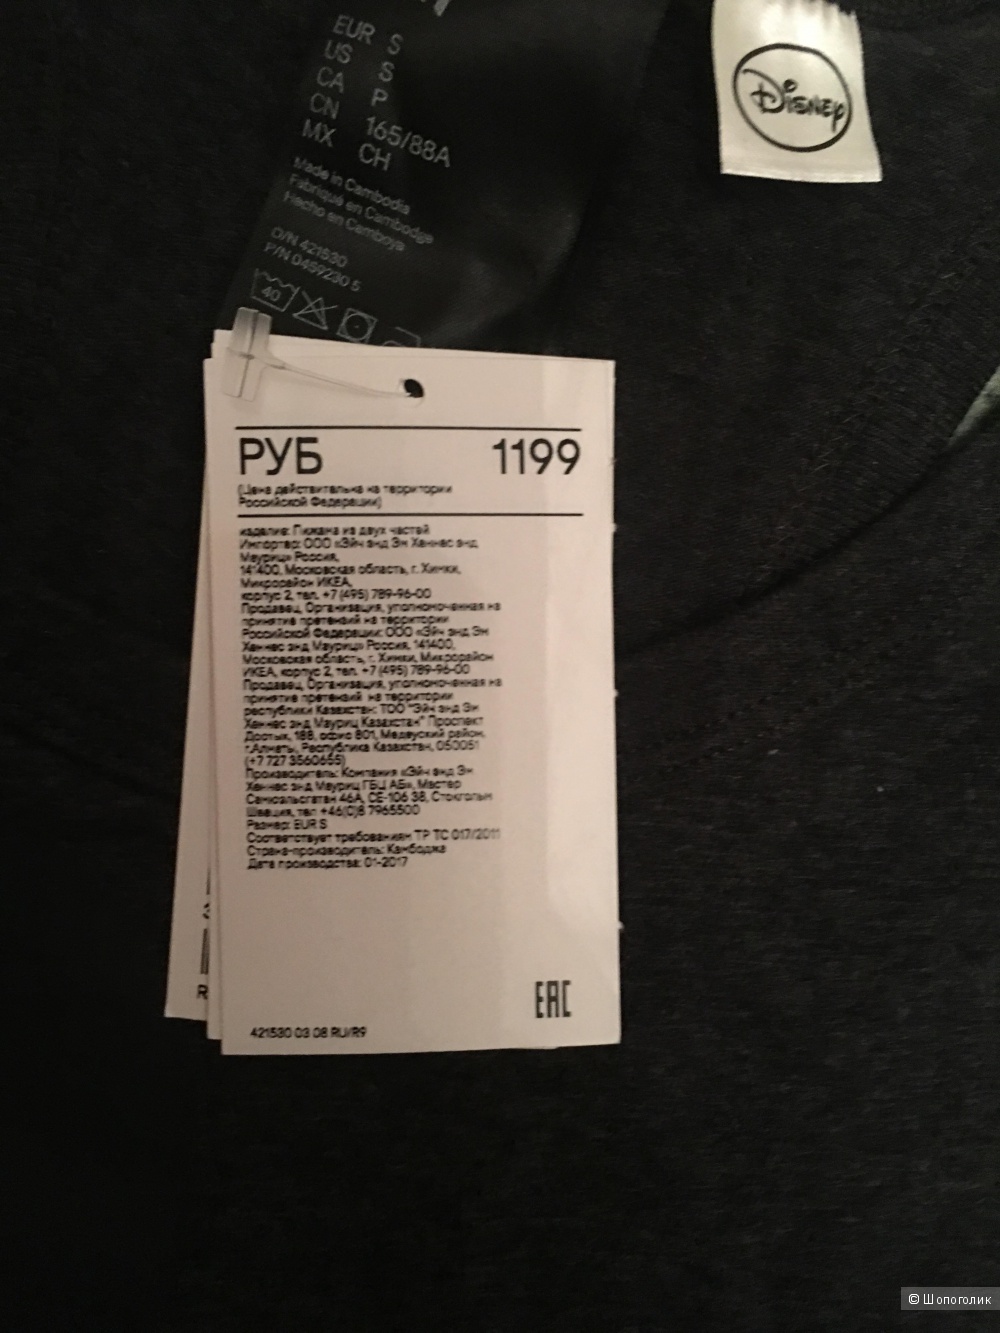 EUR S
US S
CA P
CN 165/88A
MX CH
Made in Cambodia
Fabriqué en Cambodge
Hecho en Camboya
O/N 421530
P/N 0459230 5
40
Disney
РУБ 1199
(Цена действительна на территории
Российской Федерации)
изделие: Пижама из двух частей
Импортер: ООО «Эйч энд Эм Хеннес энд
Мауриц» Россия,
141400, Московская область, г. Химки,
Микрорайон ИКЕА,
корпус 2, тел. +7 (495) 789-96-00
Продавец, Организация, уполномоченная на
принятие претензий на территории
Российской Федерации: ООО «Эйч энд Эм
Хеннес энд Мауриц» Россия, 141400,
Московская область, г. Химки, Микрорайон
ИКЕА, корпус 2, тел. +7 (495) 789-96-00
Продавец, Организация, уполномоченная на
принятие претензий на территории
республики Казахстан: ТОО "Эйч энд Эм
Хеннес энд Мауриц Казахстан" Проспект
Достык, 188, офис 801, Медеуский район,
г.Алматы, Республика Казахстан, 050051
(+7 727 3560655)
Производитель: Компания «Эйч энд Эм
Хеннес энд Мауриц ГБЦ АБ», Мастер
Самуельсгатан 46А, СЕ-106 38, Стокгольм
Швеция, тел +46(0)8 7965500
Размер: EUR S
Соответствует требованиям ТР ТС 017/2011
Страна-производитель: Камбоджа
Дата производства: 01-2017
EAC
421530 03 08 RU/R9
R
© Шопоголик